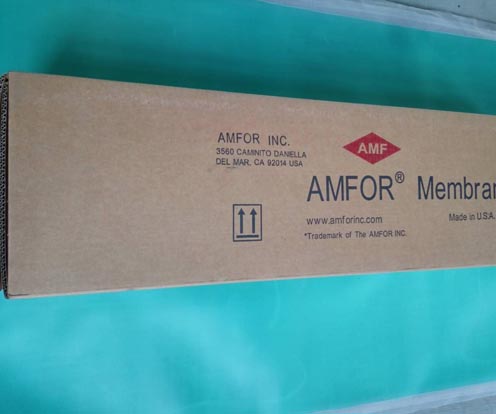 AMFOR INC.
3560 CAMINITO DANIELLA
DEL MAR, CA 92014 USA
AMF
AMFOR® Membran
www.amforinc.com
Made in U.S.A
*Trademark of The AMFOR INC.